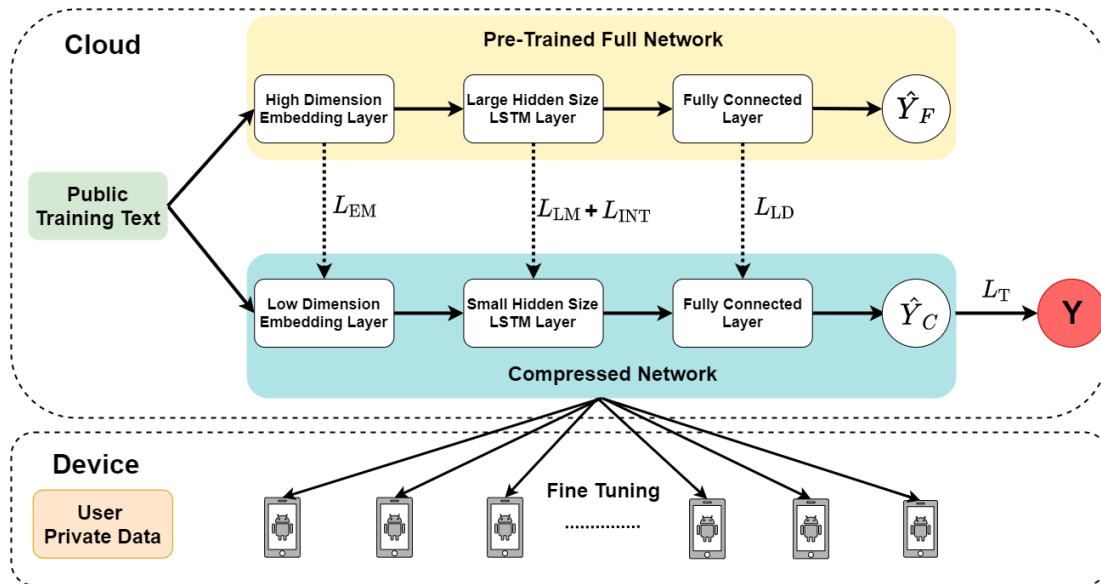 Cloud
Pre-Trained Full Network
High Dimension
Embedding Layer
Large Hidden Size
LSTM Layer
Fully Connected
Layer
Ŷ_F
Public
Training Text
L_EM
L_LM + L_INT
L_LD
Low Dimension
Embedding Layer
Small Hidden Size
LSTM Layer
Fully Connected
Layer
Ŷ_C
L_T
Y
Compressed Network
Device
User
Private Data
Fine Tuning
..............